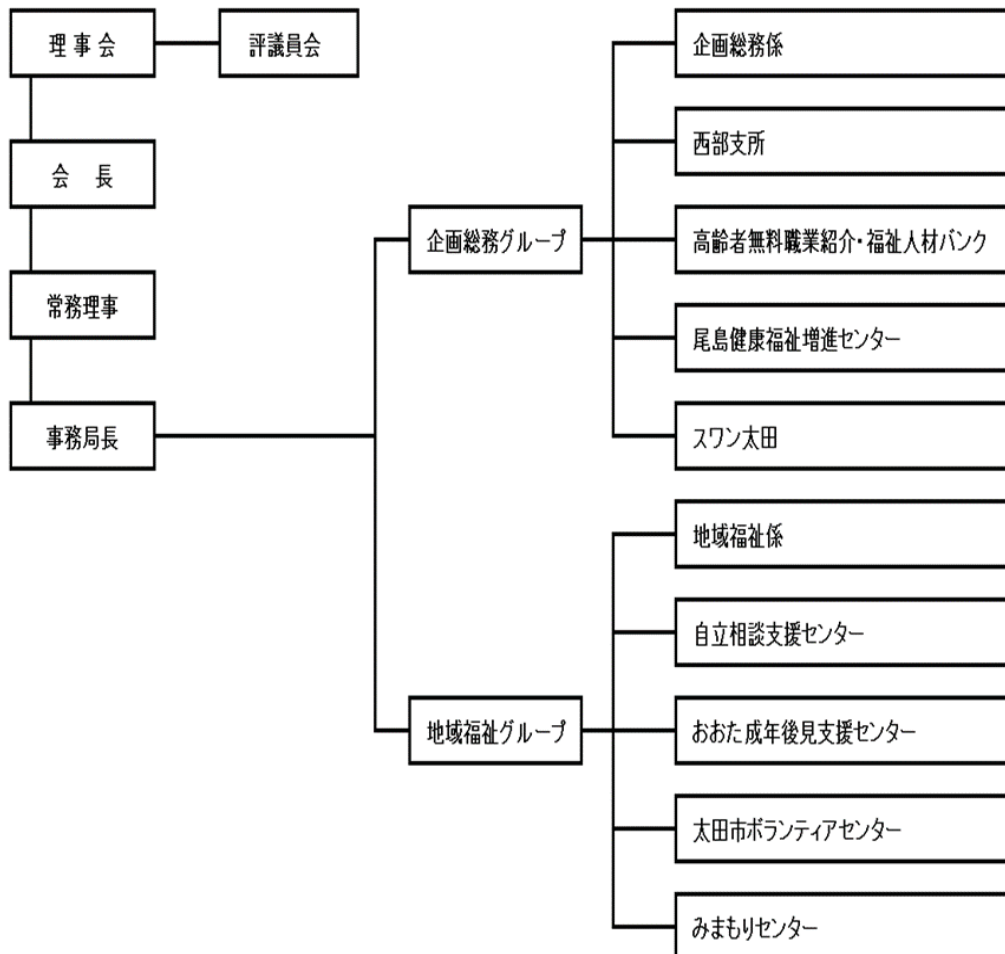 理事会
評議員会
会　長
常務理事
事務局長
企画総務グループ
企画総務係
西部支所
高齢者無料職業紹介・福祉人材バンク
尾島健康福祉増進センター
スワン太田
地域福祉グループ
地域福祉係
自立相談支援センター
おおた成年後見支援センター
太田市ボランティアセンター
みまもりセンター